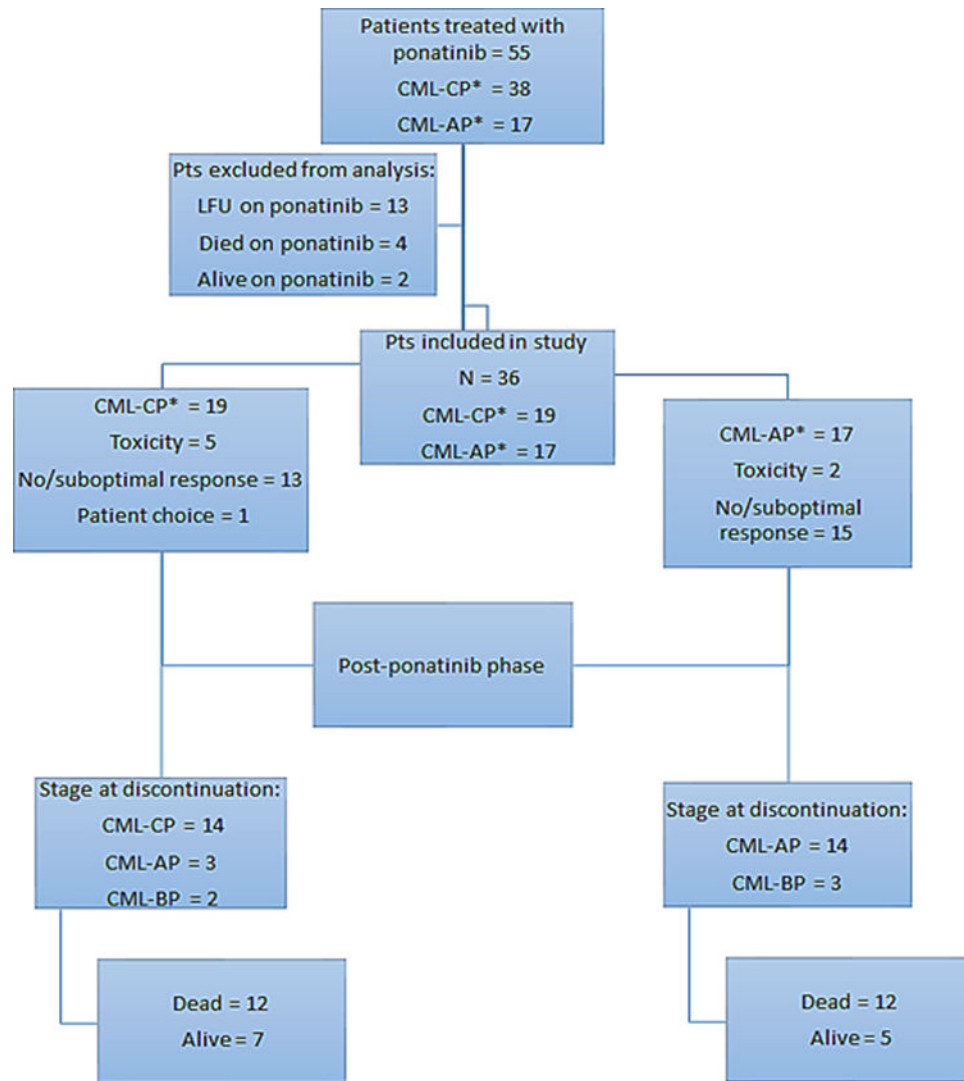 Patients treated with
ponatinib = 55
CML-CP* = 38
CML-AP* = 17
Pts excluded from analysis:
LFU on ponatinib = 13
Died on ponatinib = 4
Alive on ponatinib = 2
Pts included in study
N = 36
CML-CP* = 19
CML-AP* = 17
CML-CP* = 19
Toxicity = 5
No/suboptimal response = 13
Patient choice = 1
CML-AP* = 17
Toxicity = 2
No/suboptimal
response = 15
Post-ponatinib phase
Stage at discontinuation:
CML-CP = 14
CML-AP = 3
CML-BP = 2
Stage at discontinuation:
CML-AP = 14
CML-BP = 3
Dead = 12
Alive = 7
Dead = 12
Alive = 5